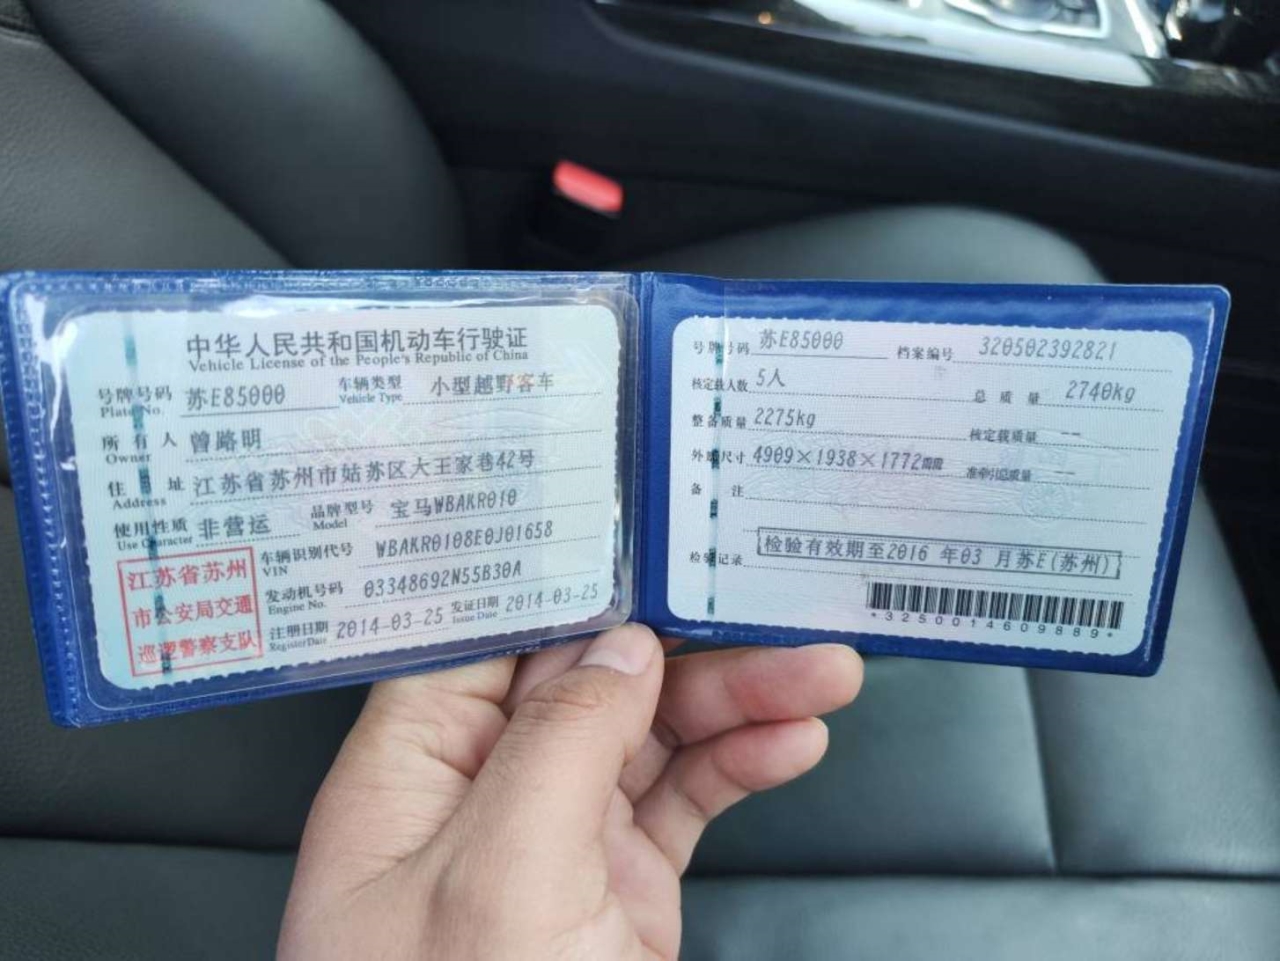 中华人民共和国机动车行驶证
Vehicle License of the People's Republic of China
号牌号码 苏E85000 车辆类型 小型越野客车
Plate No. Vehicle Type
所有人 曾路明
Owner
住址 江苏省苏州市姑苏区大王家巷42号
Address
使用性质 非营运 品牌型号 宝马WBAKR010
Use Character Model
江苏省苏州
市公安局交通
巡逻警察支队
车辆识别代号 WBAKR0108E0J01658
VIN
发动机号码 03348692N55B30A
Engine No.
注册日期 2014-03-25 发证日期 2014-03-25
Register Date Issue Date
号牌号码 苏E85000 档案编号 320502392821
核定载人数 5人 总质量 2740kg
整备质量 2275kg 核定载质量 --
外廓尺寸 4909×1938×1772mm 准牵引总质量 --
备注
检验记录 检验有效期至2016年03月苏E(苏州)
*3250014609889*